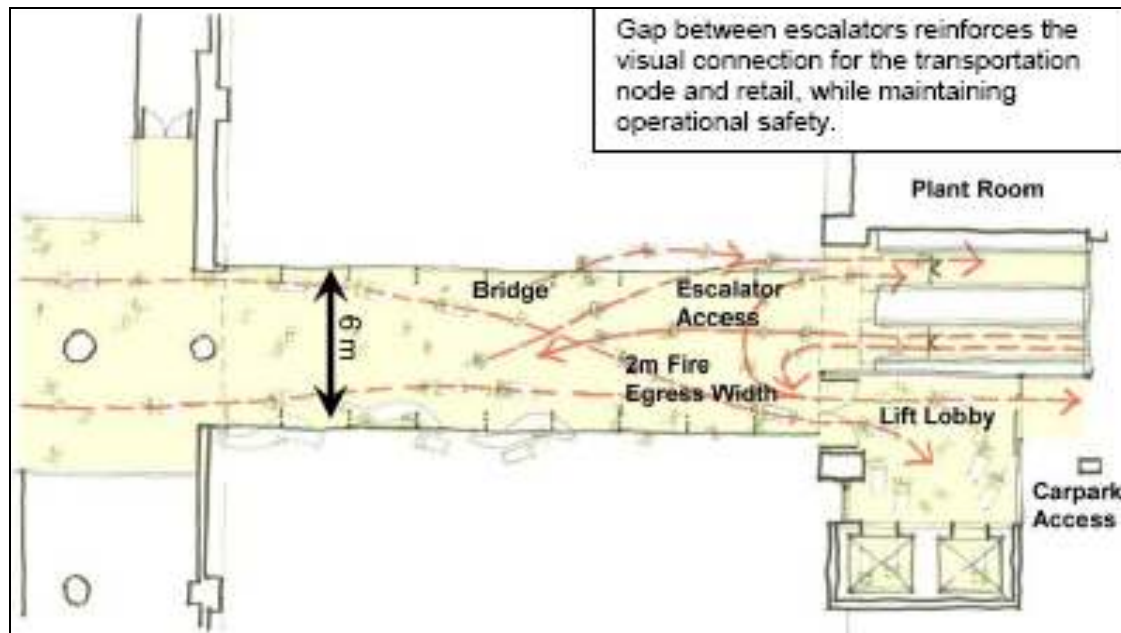 Gap between escalators reinforces the
visual connection for the transportation
node and retail, while maintaining
operational safety.
Plant Room
Bridge
Escalator
Access
6 m
2m Fire
Egress Width
Lift Lobby
Carpark
Access